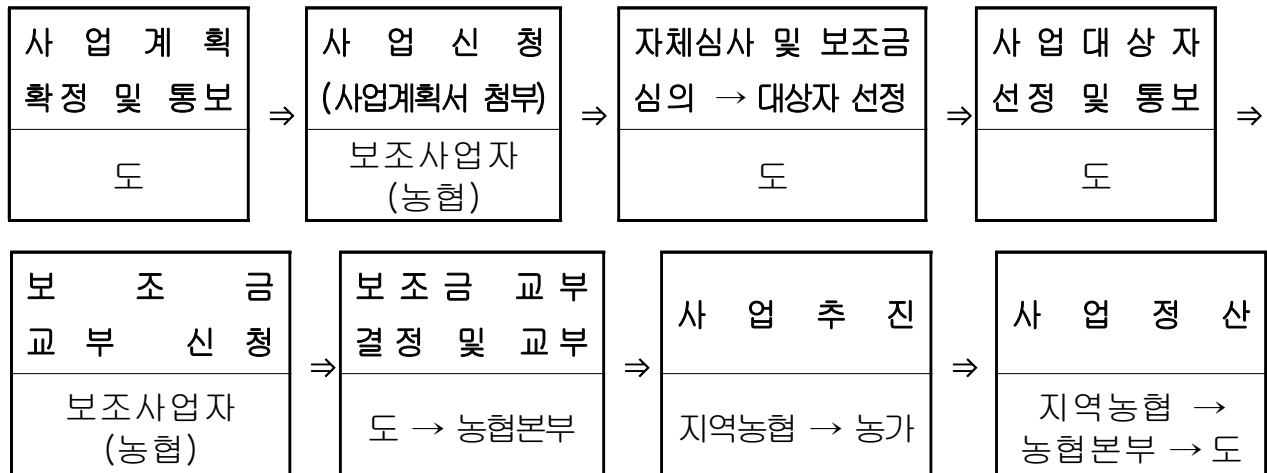 사 업 계 획
확정 및 통보
도
⇒
사 업 신 청
(사업계획서 첨부)
보조사업자
(농협)
⇒
자체심사 및 보조금
심의 → 대상자 선정
도
⇒
사 업 대 상 자
선정 및 통보
도
⇒
보 조 금
교 부 신 청
보조사업자
(농협)
⇒
보조금 교부
결정 및 교부
도 → 농협본부
⇒
사 업 추 진
지역농협 → 농가
⇒
사 업 정 산
지역농협 →
농협본부 → 도